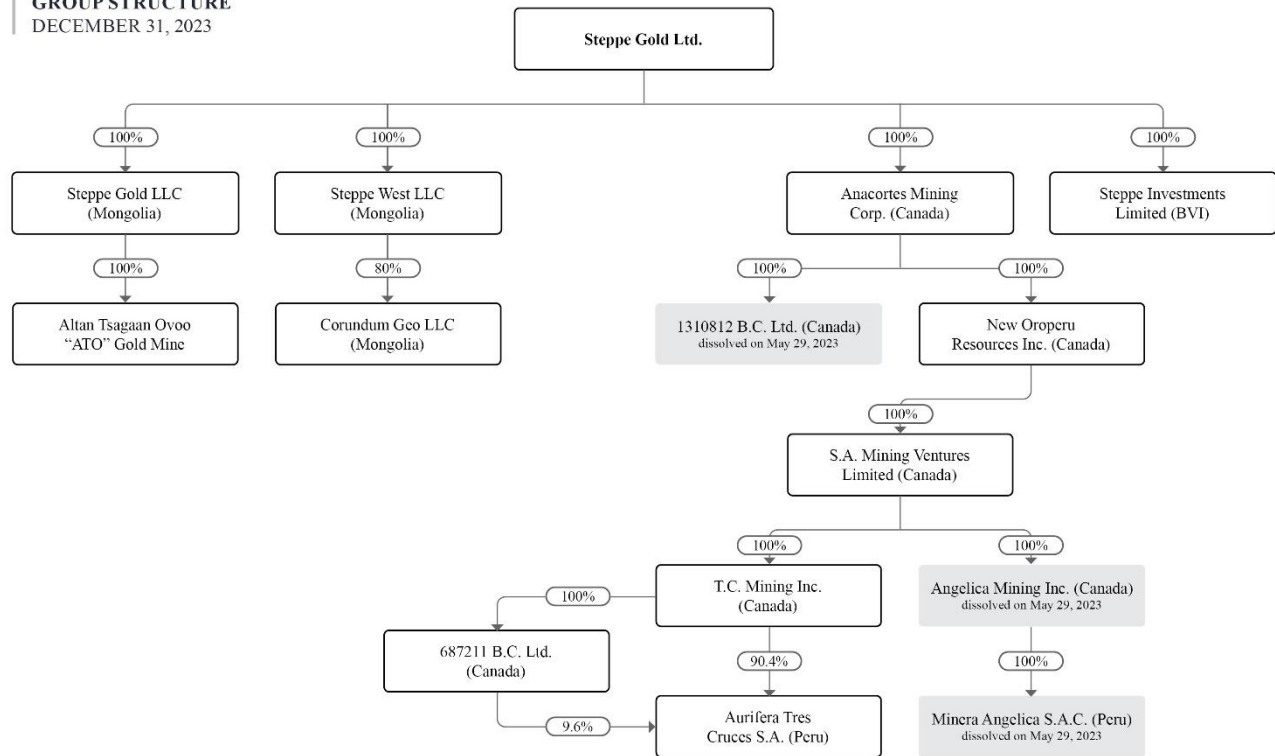 GROUP STRUCTURE
DECEMBER 31, 2023
Steppe Gold Ltd.
100%
100%
100%
100%
Steppe Gold LLC
(Mongolia)
Steppe West LLC
(Mongolia)
Anacortes Mining
Corp. (Canada)
Steppe Investments
Limited (BVI)
100%
80%
100%
100%
Altan Tsagaan Ovoo
“ATO” Gold Mine
Corundum Geo LLC
(Mongolia)
1310812 B.C. Ltd. (Canada)
dissolved on May 29, 2023
New Oroperu
Resources Inc. (Canada)
100%
S.A. Mining Ventures
Limited (Canada)
100%
100%
T.C. Mining Inc.
(Canada)
Angelica Mining Inc. (Canada)
dissolved on May 29, 2023
100%
687211 B.C. Ltd.
(Canada)
90.4%
100%
9.6%
Aurifera Tres
Cruces S.A. (Peru)
Minera Angelica S.A.C. (Peru)
dissolved on May 29, 2023